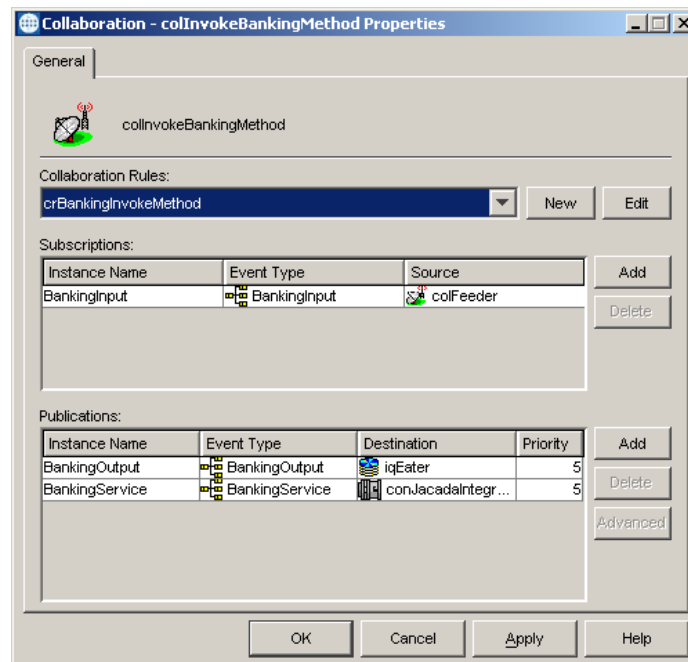 Collaboration - colInvokeBankingMethod Properties
General
colInvokeBankingMethod
Collaboration Rules:
crBankingInvokeMethod New Edit
Subscriptions:
Instance Name Event Type Source Add
BankingInput BankingInput colFeeder
Delete
Publications:
Instance Name Event Type Destination Priority Add
BankingOutput BankingOutput iqEater 5
BankingService BankingService conJacadaIntegr... 5 Delete
Advanced
OK Cancel Apply Help